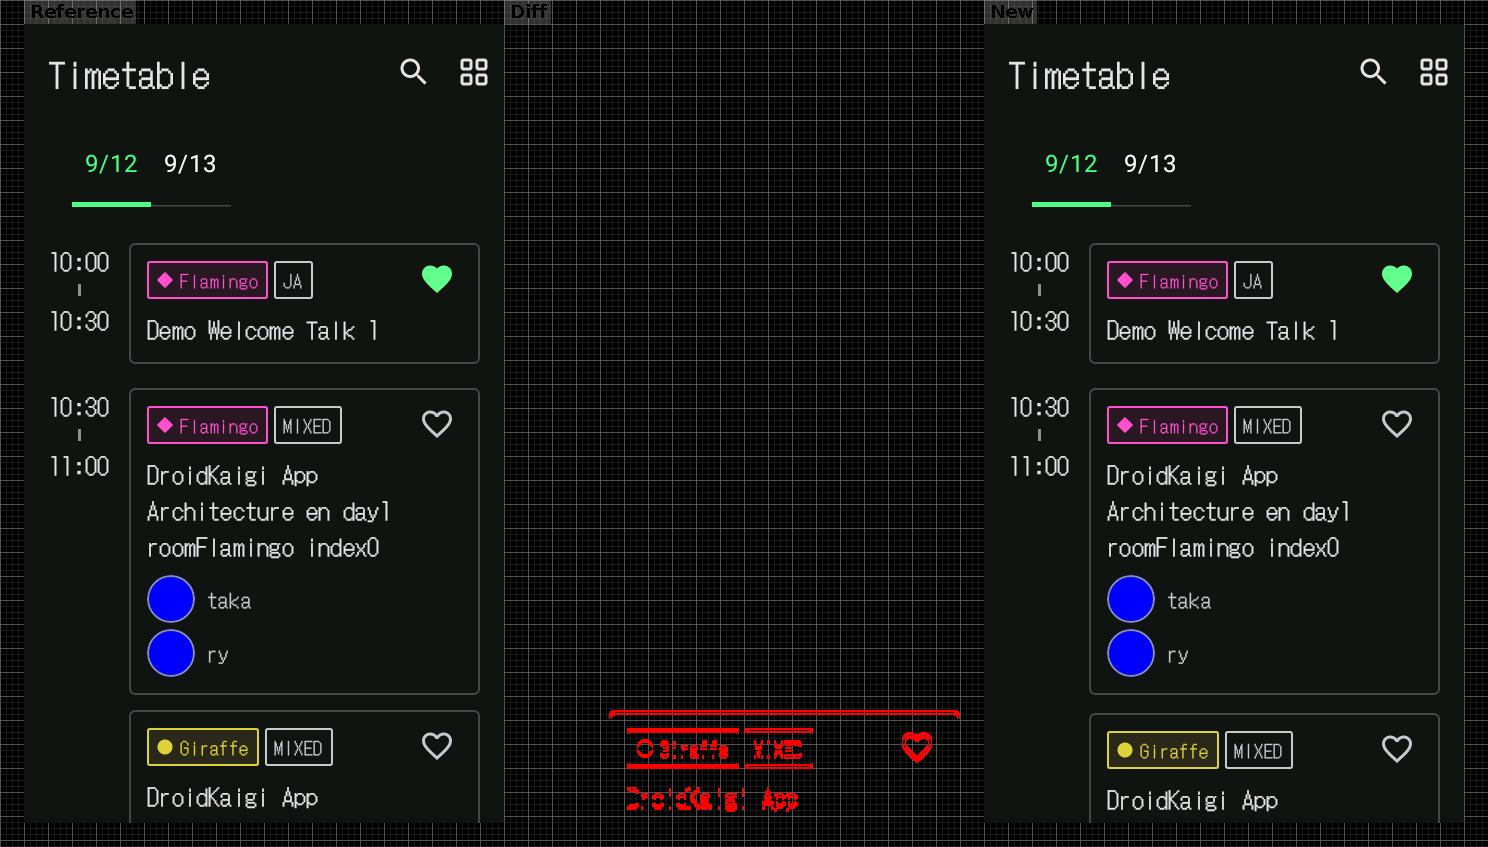 Reference
Diff
New
Timetable
9/12 9/13
10:00
10:30
Flamingo JA
Demo Welcome Talk 1
10:30
11:00
Flamingo MIXED
DroidKaigi App
Architecture en day1
roomFlamingo index0
taka
ry
Giraffe MIXED
DroidKaigi App
Giraffe MIXED
DroidKaigi App
Timetable
9/12 9/13
10:00
10:30
Flamingo JA
Demo Welcome Talk 1
10:30
11:00
Flamingo MIXED
DroidKaigi App
Architecture en day1
roomFlamingo index0
taka
ry
Giraffe MIXED
DroidKaigi App